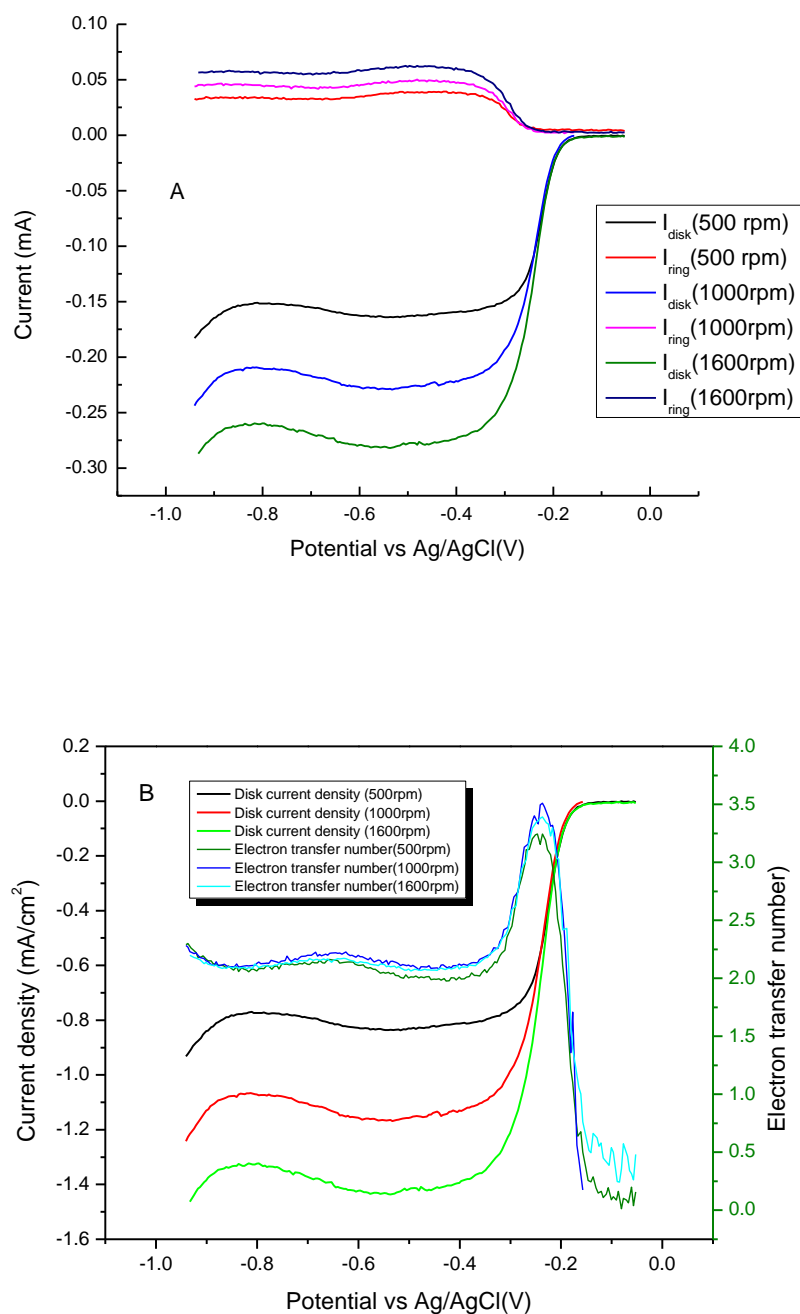 0.10
0.05
0.00
-0.05
-0.10
-0.15
-0.20
-0.25
-0.30
Current (mA)
A
I_disk(500 rpm)
I_ring(500 rpm)
I_disk(1000rpm)
I_ring(1000rpm)
I_disk(1600rpm)
I_ring(1600rpm)
-1.0 -0.8 -0.6 -0.4 -0.2 0.0
Potential vs Ag/AgCl(V)
0.2
0.0
-0.2
-0.4
-0.6
-0.8
-1.0
-1.2
-1.4
-1.6
Current density (mA/cm²)
B
Disk current density (500rpm)
Disk current density (1000rpm)
Disk current density (1600rpm)
Electron transfer number(500rpm)
Electron transfer number(1000rpm)
Electron transfer number(1600rpm)
4.0
3.5
3.0
2.5
2.0
1.5
1.0
0.5
0.0
Electron transfer number)
-1.0 -0.8 -0.6 -0.4 -0.2 0.0
Potential vs Ag/AgCl(V)